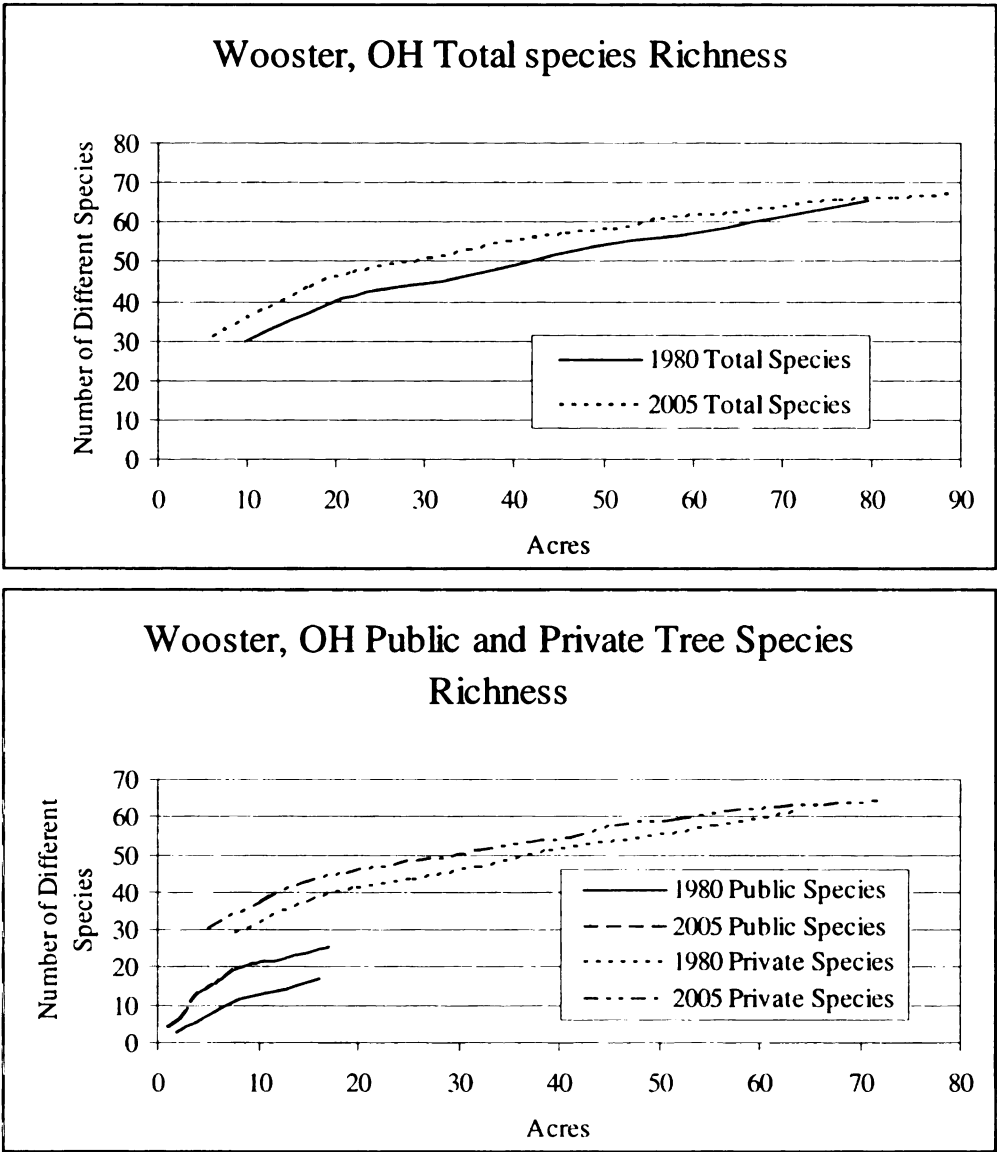 Wooster, OH Total species Richness
Number of Different Species
80
70
60
50
40
30
20
10
0
1980 Total Species
2005 Total Species
0 10 20 30 40 50 60 70 80 90
Acres
Wooster, OH Public and Private Tree Species
Richness
Number of Different
Species
70
60
50
40
30
20
10
0
1980 Public Species
2005 Public Species
1980 Private Species
2005 Private Species
0 10 20 30 40 50 60 70 80
Acres